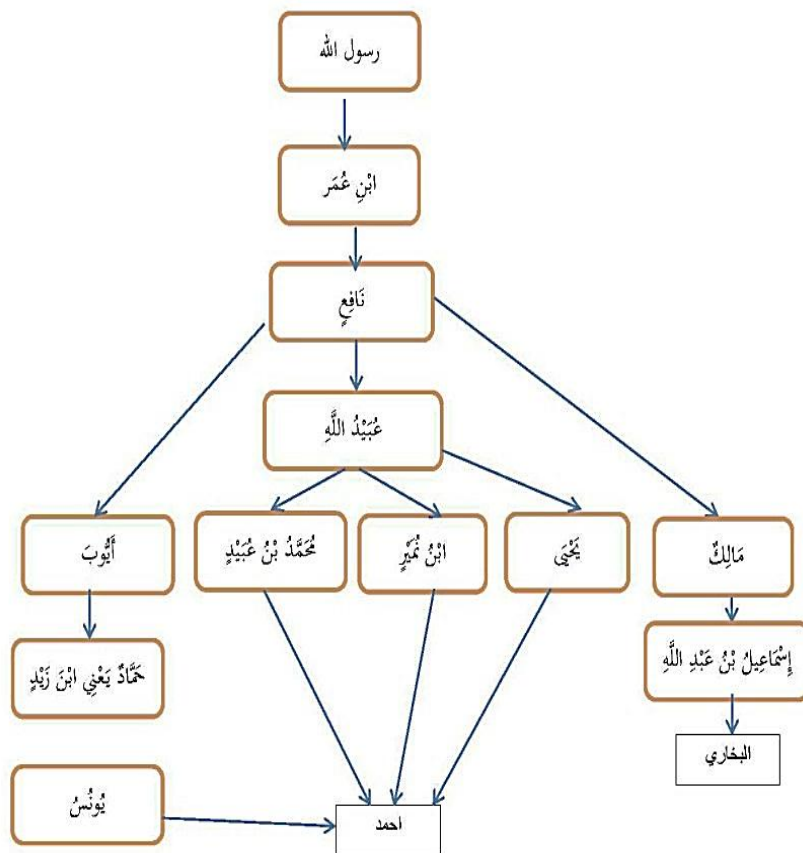 رسول الله
ابْنِ عُمَر
نَافِعٍ
عُبَيْدُ اللَّهِ
مَالِكٌ
يَحْيَى
ابْنُ نُمَيْرٍ
مُحَمَّدُ بْنُ عُبَيْدٍ
أَيُّوبَ
إِسْمَاعِيلُ بْنُ عَبْدِ اللَّهِ
حَمَّادٌ يَعْنِي ابْنَ زَيْدٍ
البخاري
يُونُسُ
احمد